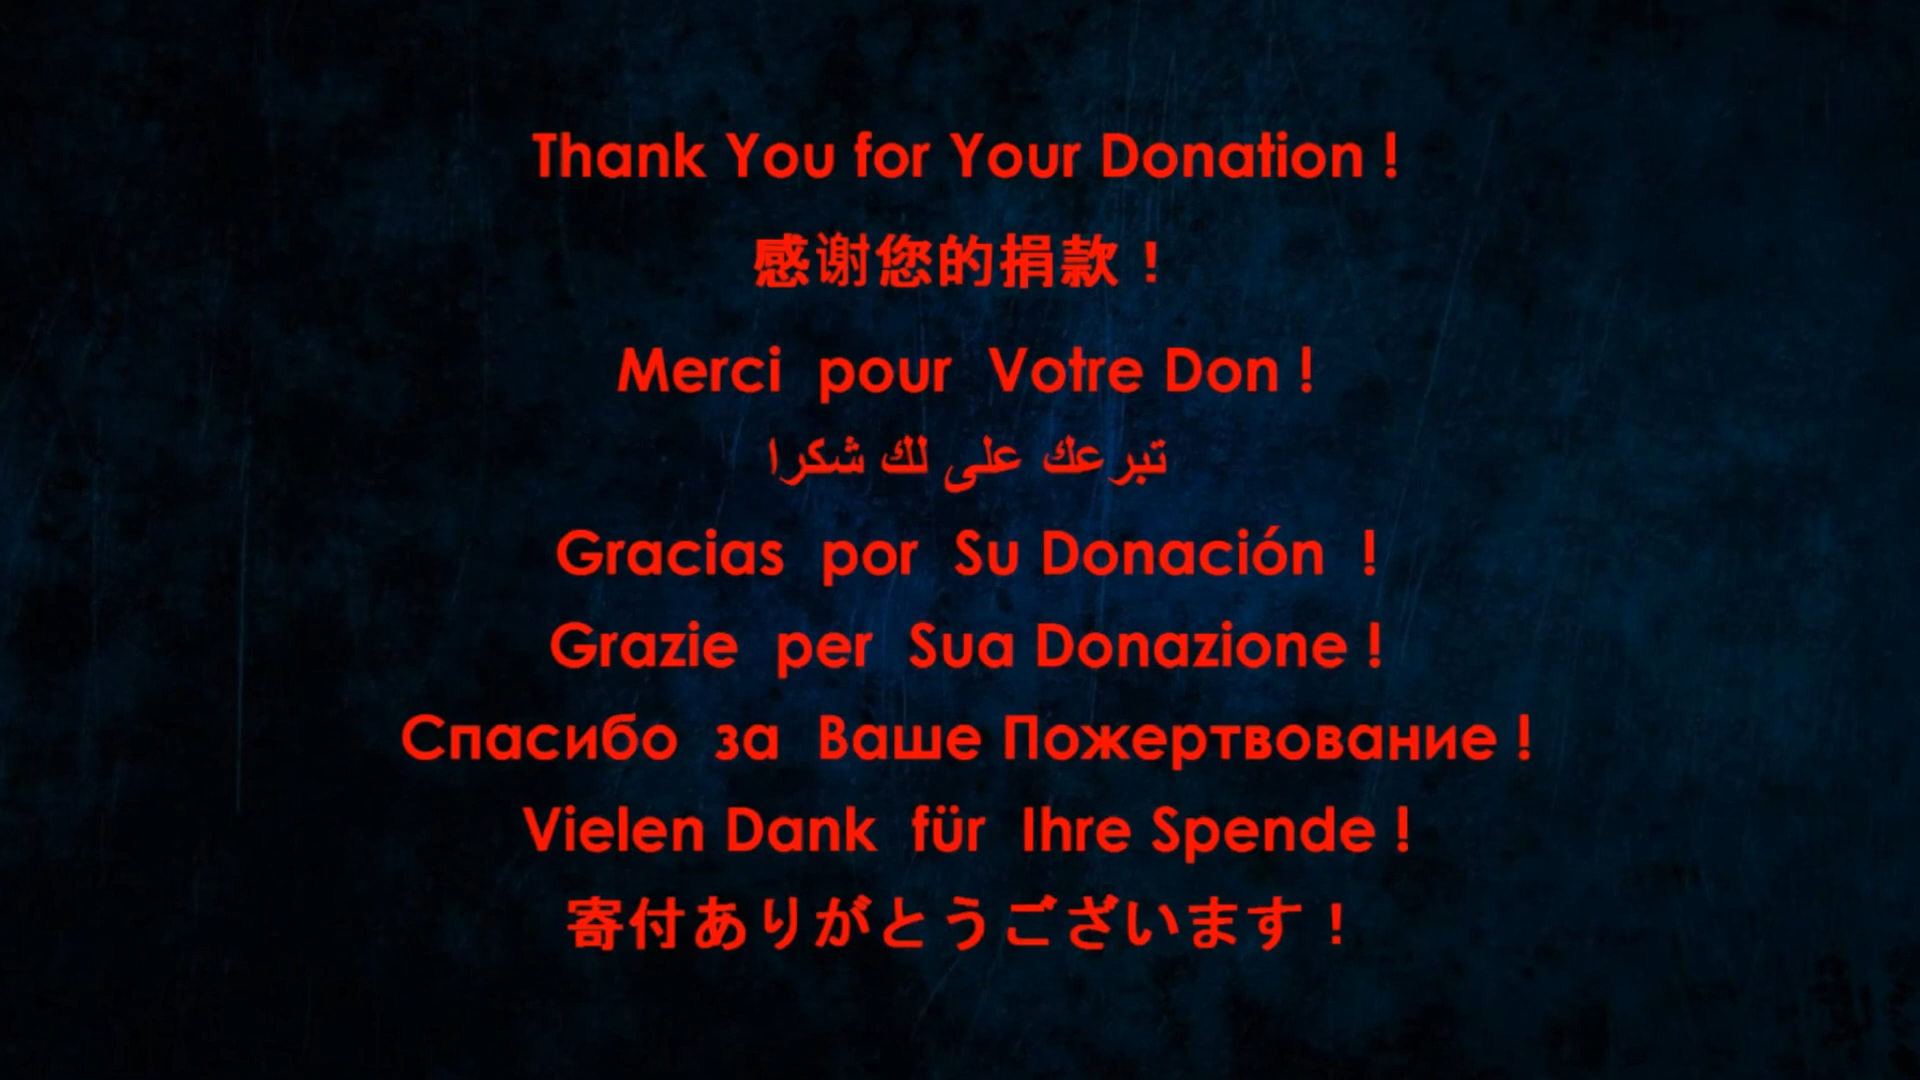 Thank You for Your Donation !
感谢您的捐款！
Merci pour Votre Don !
تبرعك على لك شكرا
Gracias por Su Donación !
Grazie per Sua Donazione !
Спасибо за Ваше Пожертвование !
Vielen Dank für Ihre Spende !
寄付ありがとうございます！